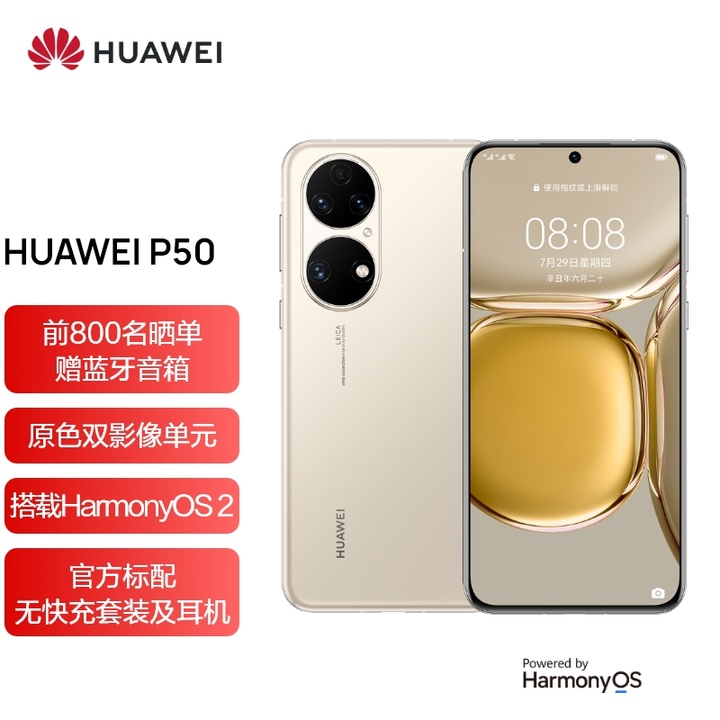 HUAWEI
HUAWEI P50
前800名晒单
赠蓝牙音箱
原色双影像单元
搭载HarmonyOS 2
官方标配
无快充套装及耳机
LEICA
HUAWEI
使用指纹或上滑解锁
08:08
7月29日星期四
辛丑年六月二十
Powered by
HarmonyOS